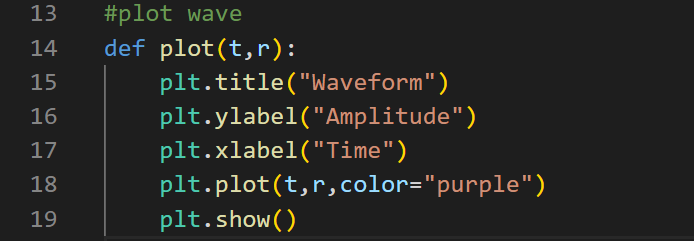 13 #plot wave
14 def plot(t,r):
15 plt.title("Waveform")
16 plt.ylabel("Amplitude")
17 plt.xlabel("Time")
18 plt.plot(t,r,color="purple")
19 plt.show()